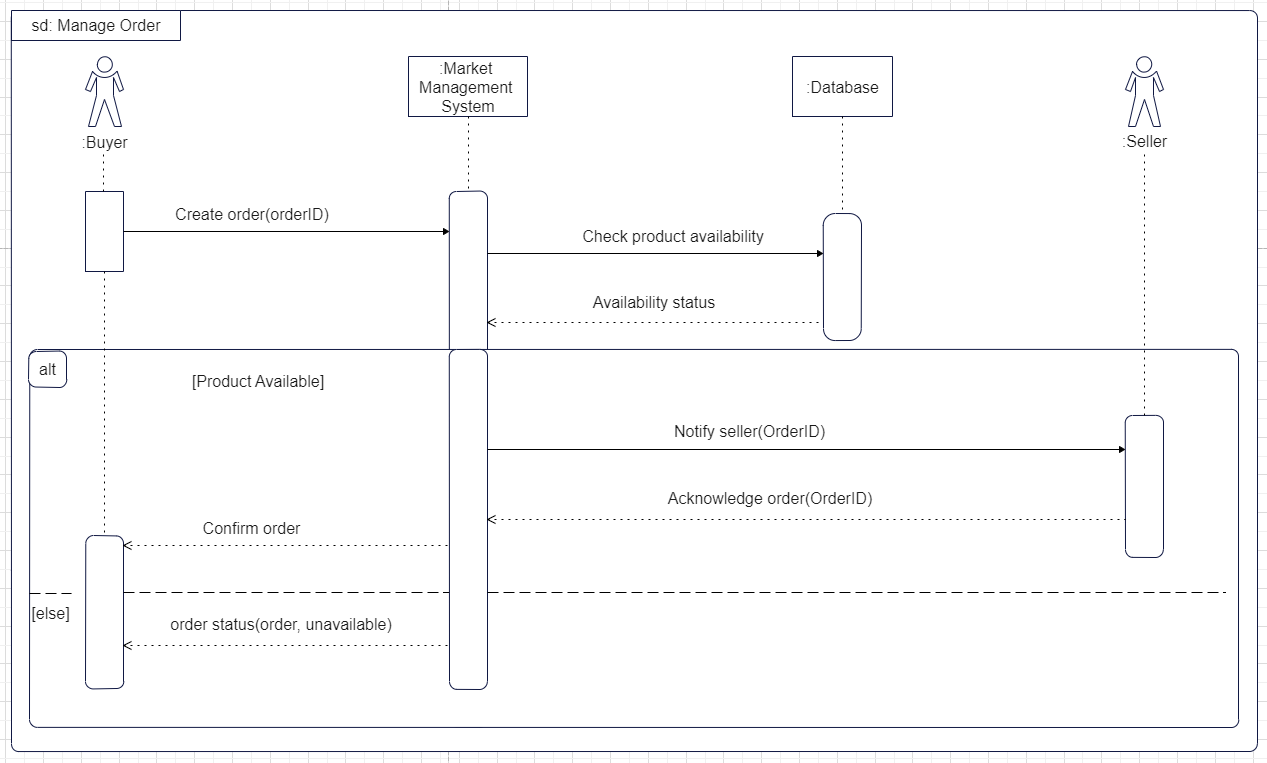 sd: Manage Order
:Buyer
:Market
Management
System
:Database
:Seller
Create order(orderID)
Check product availability
Availability status
alt
[Product Available]
Notify seller(OrderID)
Acknowledge order(OrderID)
Confirm order
[else]
order status(order, unavailable)